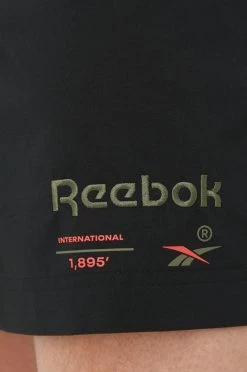 Reebok
INTERNATIONAL
1,895′
®